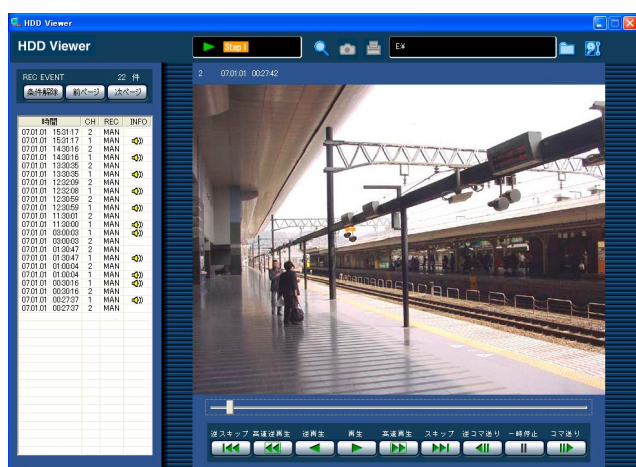 HDD Viewer
HDD Viewer
Step 1
E:¥
REC EVENT 22 件
条件解除 前ページ 次ページ
2 07.01.01 00:27:42
時間 CH REC INFO
07.01.01 15:31:17 2 MAN
07.01.01 15:31:17 1 MAN
07.01.01 14:30:16 2 MAN
07.01.01 14:30:16 1 MAN
07.01.01 13:30:35 2 MAN
07.01.01 13:30:35 1 MAN
07.01.01 12:32:09 2 MAN
07.01.01 12:32:08 1 MAN
07.01.01 12:30:59 2 MAN
07.01.01 12:30:59 1 MAN
07.01.01 11:30:01 2 MAN
07.01.01 11:30:00 1 MAN
07.01.01 03:00:03 1 MAN
07.01.01 03:00:03 2 MAN
07.01.01 01:30:47 2 MAN
07.01.01 01:30:47 1 MAN
07.01.01 01:00:04 2 MAN
07.01.01 01:00:04 1 MAN
07.01.01 00:30:16 1 MAN
07.01.01 00:30:16 2 MAN
07.01.01 00:27:37 1 MAN
07.01.01 00:27:37 2 MAN
逆スキップ 高速逆再生 逆再生 再生 高速再生 スキップ 逆コマ送り 一時停止 コマ送り